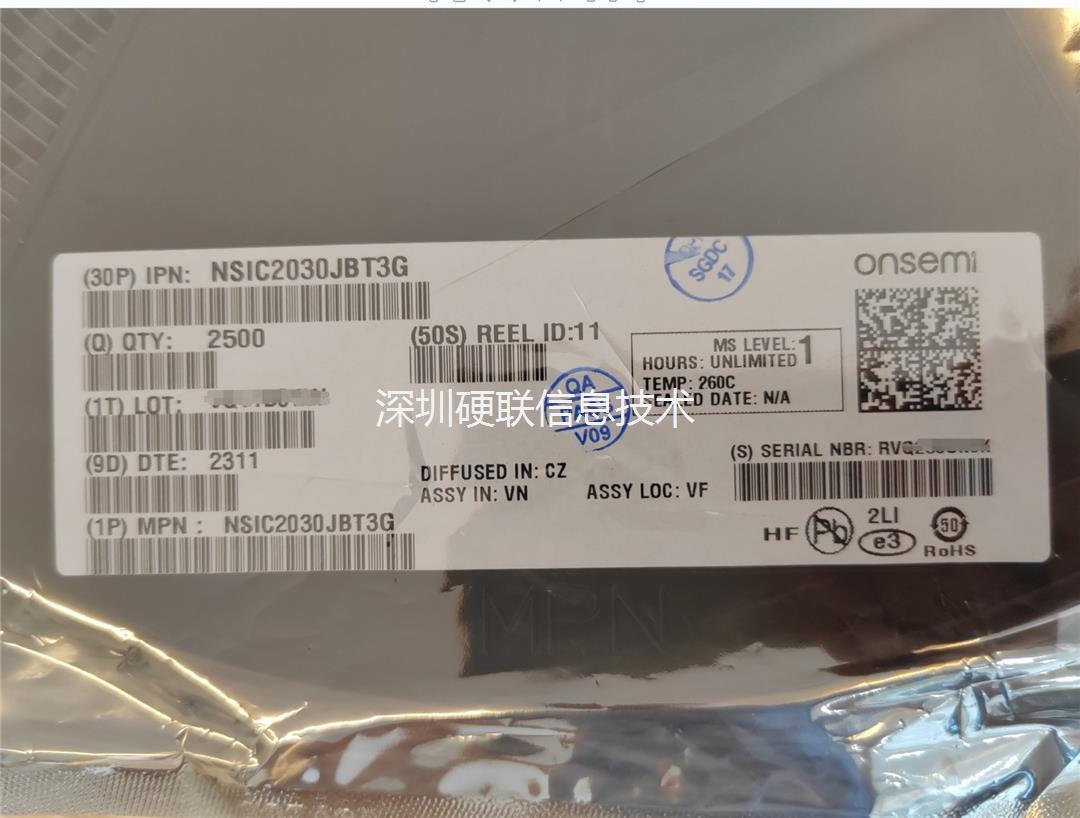 (30P) IPN: NSIC2030JBT3G
onsemi
SGDC
17
(Q) QTY: 2500
(50S) REEL ID:11
MS LEVEL:1
HOURS: UNLIMITED
TEMP: 260C
DATE: N/A
(1T) LOT:
QA
V09
深圳硬联信息技术
(9D) DTE: 2311
DIFFUSED IN: CZ
ASSY IN: VN
ASSY LOC: VF
(S) SERIAL NBR:
(1P) MPN : NSIC2030JBT3G
HF
Pb
2LI
e3
50
RoHS
MPN